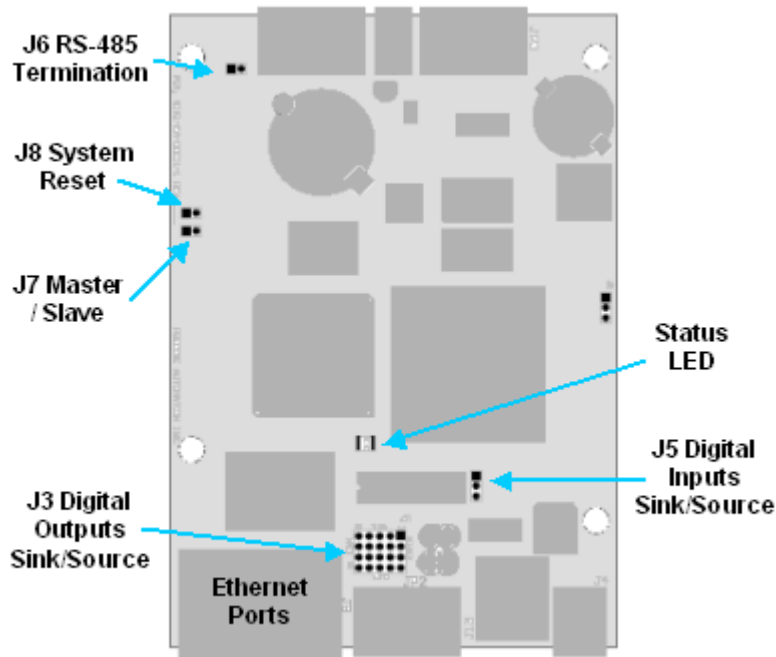 J6 RS-485
Termination
J8 System
Reset
J7 Master
/ Slave
Status
LED
J5 Digital
Inputs
Sink/Source
J3 Digital
Outputs
Sink/Source
Ethernet
Ports
J13